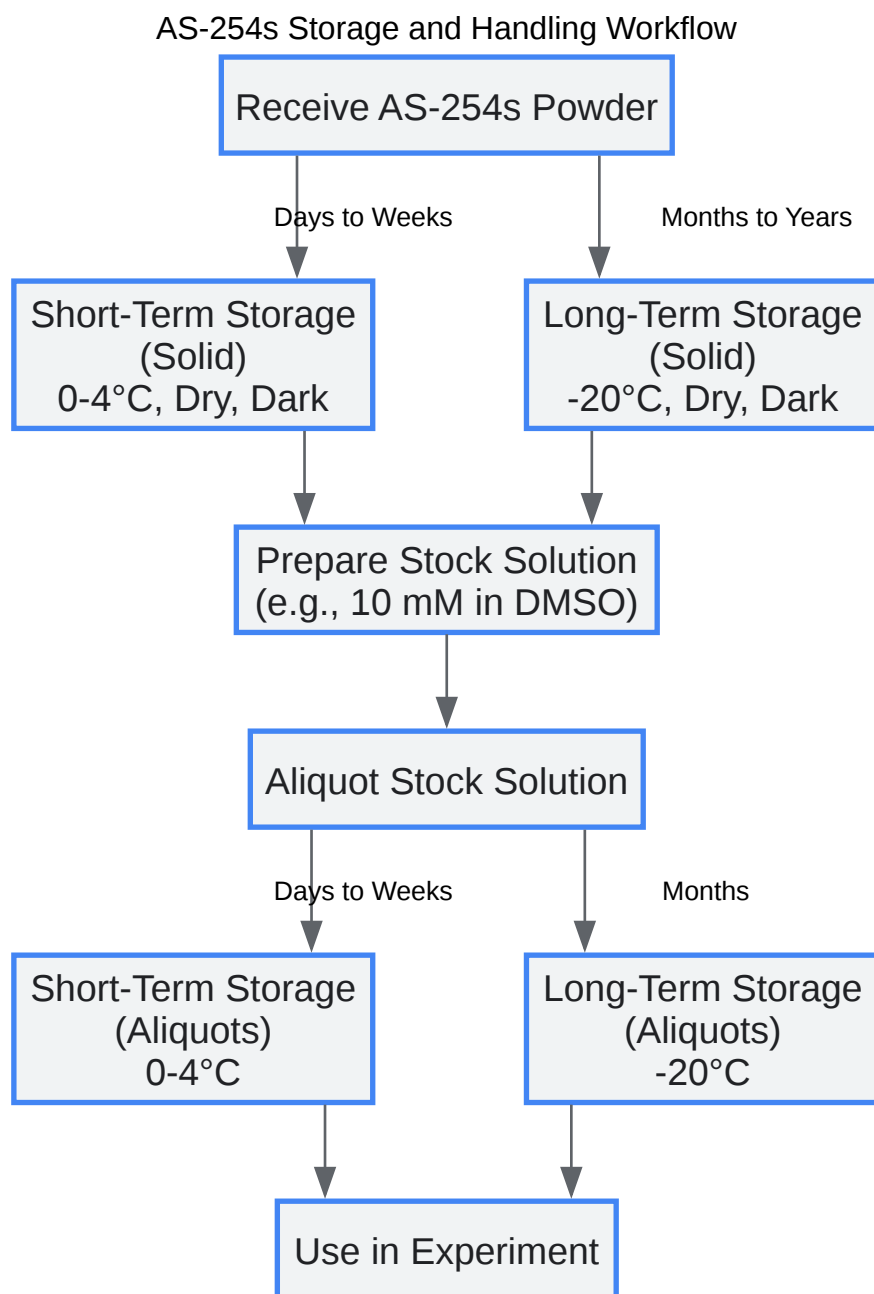 AS-254s Storage and Handling Workflow
Receive AS-254s Powder
Days to Weeks
Months to Years
Short-Term Storage
(Solid)
0-4°C, Dry, Dark
Long-Term Storage
(Solid)
-20°C, Dry, Dark
Prepare Stock Solution
(e.g., 10 mM in DMSO)
Aliquot Stock Solution
Days to Weeks
Months
Short-Term Storage
(Aliquots)
0-4°C
Long-Term Storage
(Aliquots)
-20°C
Use in Experiment